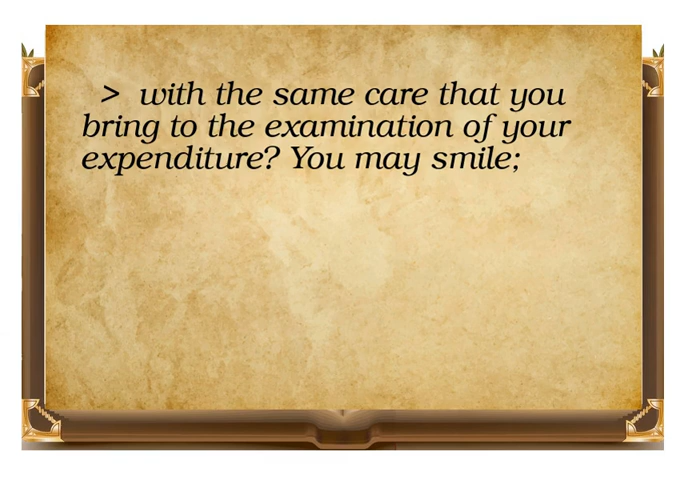 > with the same care that you
bring to the examination of your
expenditure? You may smile;